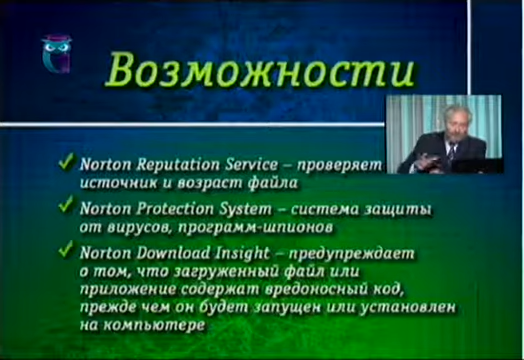 Возможности
Norton Reputation Service – проверяет
источник и возраст файла
Norton Protection System – система защиты
от вирусов, программ-шпионов
Norton Download Insight – предупреждает
о том, что загруженный файл или
приложение содержат вредоносный код,
прежде чем он будет запущен или установлен
на компьютере